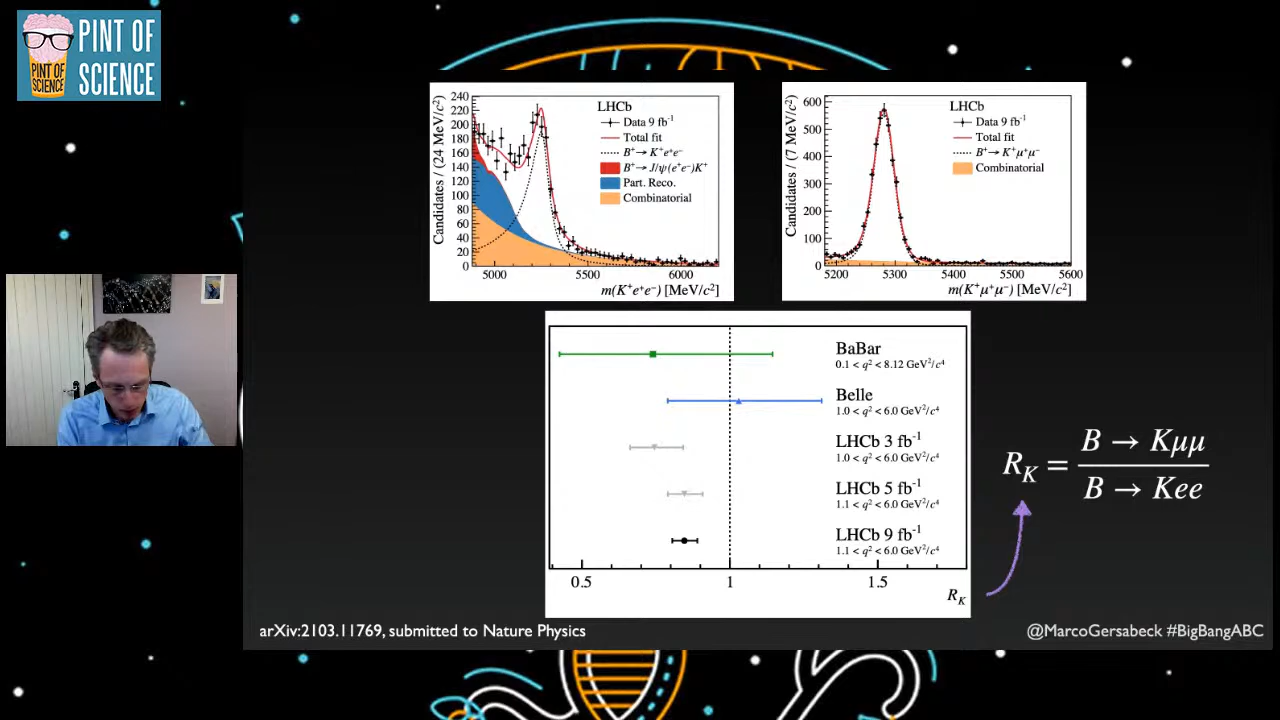 PINT OF
SCIENCE
PINT OF
SCIENCE
LHCb
Data 9 fb⁻¹
Total fit
B⁺→ K⁺e⁺e⁻
B⁺→ J/ψ(e⁺e⁻)K⁺
Part. Reco.
Combinatorial
Candidates / (24 MeV/c²)
240
220
200
180
160
140
120
100
80
60
40
20
0
5000
5500
6000
m(K⁺e⁺e⁻) [MeV/c²]
LHCb
Data 9 fb⁻¹
Total fit
B⁺→ K⁺μ⁺μ⁻
Combinatorial
Candidates / (7 MeV/c²)
600
500
400
300
200
100
0
5200
5300
5400
5500
5600
m(K⁺μ⁺μ⁻) [MeV/c²]
BaBar
0.1 < q² < 8.12 GeV²/c⁴
Belle
1.0 < q² < 6.0 GeV²/c⁴
LHCb 3 fb⁻¹
1.0 < q² < 6.0 GeV²/c⁴
LHCb 5 fb⁻¹
1.1 < q² < 6.0 GeV²/c⁴
LHCb 9 fb⁻¹
1.1 < q² < 6.0 GeV²/c⁴
0.5
1
1.5
R_K
R_K = B → Kμμ
B → Kee
arXiv:2103.11769, submitted to Nature Physics
@MarcoGersabeck #BigBangABC